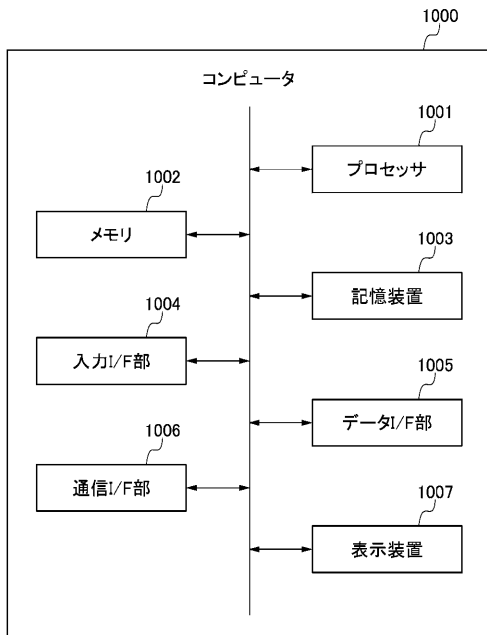 1000
コンピュータ
1001
プロセッサ
1002
メモリ
1003
記憶装置
1004
入力I/F部
1005
データI/F部
1006
通信I/F部
1007
表示装置